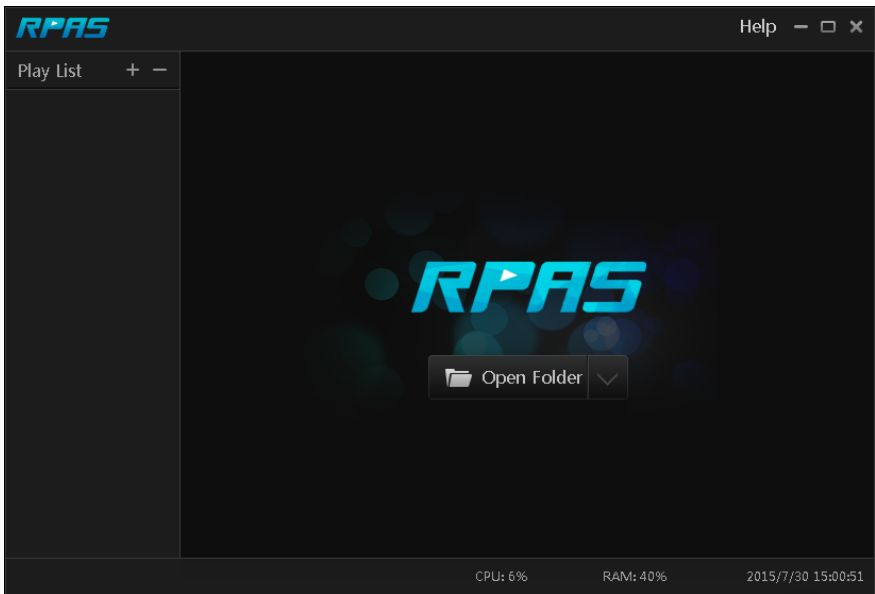 RPAS
Help
Play List
RPAS
Open Folder
CPU: 6% RAM: 40% 2015/7/30 15:00:51